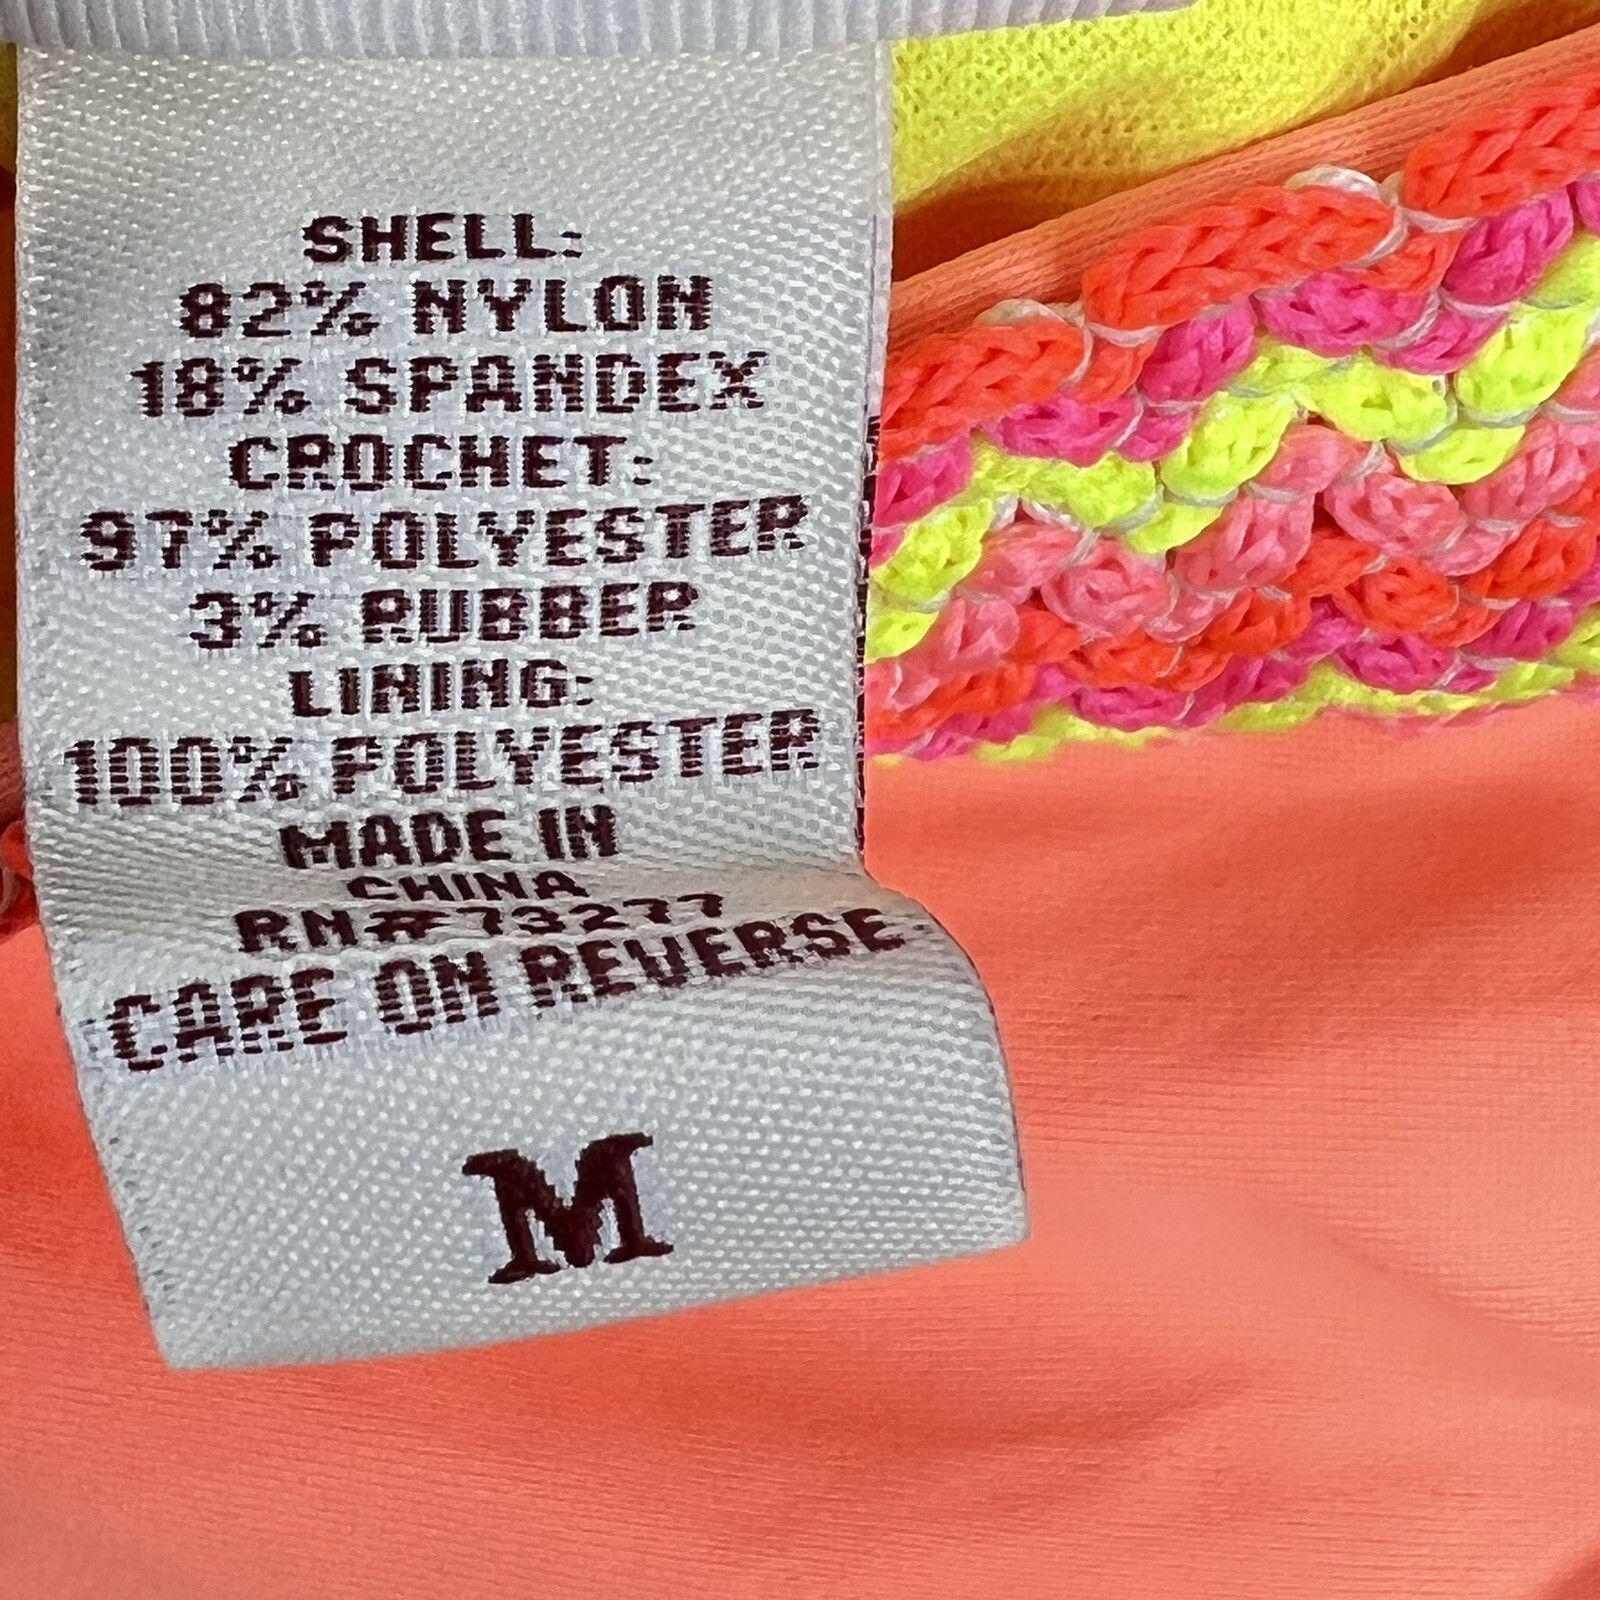 SHELL:
82% NYLON
18% SPANDEX
CROCHET:
97% POLYESTER
3% RUBBER
LINING:
100% POLYESTER
MADE IN
CHINA
RN#73277
CARE ON REVERSE
M